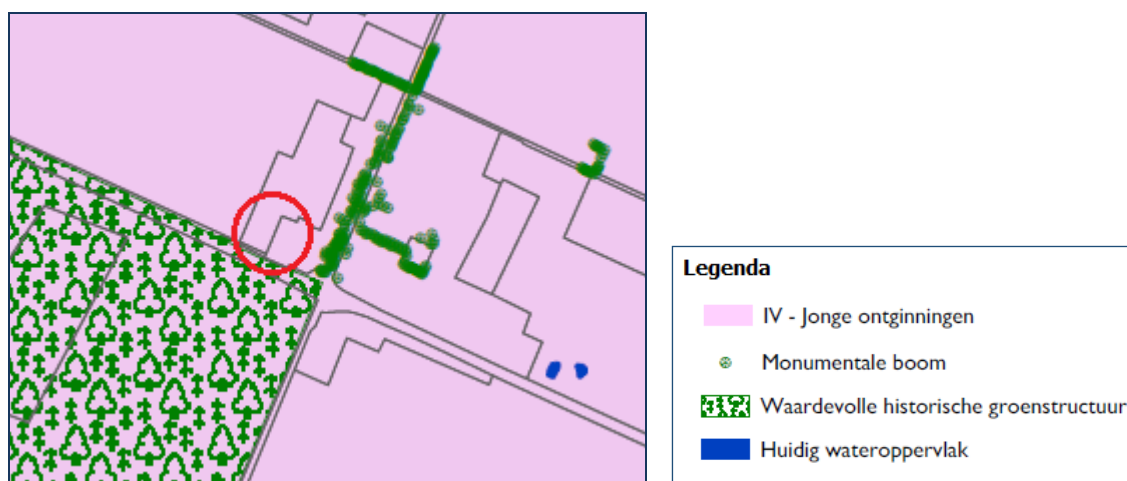 Legenda
IV - Jonge ontginningen
Monumentale boom
Waardevolle historische groenstructuur
Huidig wateroppervlak